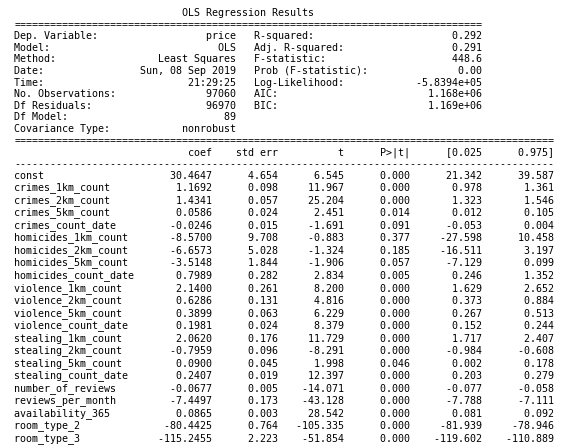 OLS Regression Results
==============================================================================
Dep. Variable: price R-squared: 0.292
Model: OLS Adj. R-squared: 0.291
Method: Least Squares F-statistic: 448.6
Date: Sun, 08 Sep 2019 Prob (F-statistic): 0.00
Time: 21:29:25 Log-Likelihood: -5.8394e+05
No. Observations: 97060 AIC: 1.168e+06
Df Residuals: 96970 BIC: 1.169e+06
Df Model: 89
Covariance Type: nonrobust
==========================================================================================
coef std err t P>|t| [0.025 0.975]
------------------------------------------------------------------------------------------
const 30.4647 4.654 6.545 0.000 21.342 39.587
crimes_1km_count 1.1692 0.098 11.967 0.000 0.978 1.361
crimes_2km_count 1.4341 0.057 25.204 0.000 1.323 1.546
crimes_5km_count 0.0586 0.024 2.451 0.014 0.012 0.105
crimes_count_date -0.0246 0.015 -1.691 0.091 -0.053 0.004
homicides_1km_count -8.5700 9.708 -0.883 0.377 -27.598 10.458
homicides_2km_count -6.6573 5.028 -1.324 0.185 -16.511 3.197
homicides_5km_count -3.5148 1.844 -1.906 0.057 -7.129 0.099
homicides_count_date 0.7989 0.282 2.834 0.005 0.246 1.352
violence_1km_count 2.1400 0.261 8.200 0.000 1.629 2.652
violence_2km_count 0.6286 0.131 4.816 0.000 0.373 0.884
violence_5km_count 0.3899 0.063 6.229 0.000 0.267 0.513
violence_count_date 0.1981 0.024 8.379 0.000 0.152 0.244
stealing_1km_count 2.0620 0.176 11.729 0.000 1.717 2.407
stealing_2km_count -0.7959 0.096 -8.291 0.000 -0.984 -0.608
stealing_5km_count 0.0900 0.045 1.998 0.046 0.002 0.178
stealing_count_date 0.2407 0.019 12.397 0.000 0.203 0.279
number_of_reviews -0.0677 0.005 -14.071 0.000 -0.077 -0.058
reviews_per_month -7.4497 0.173 -43.128 0.000 -7.788 -7.111
availability_365 0.0865 0.003 28.542 0.000 0.081 0.092
room_type_2 -80.4425 0.764 -105.335 0.000 -81.939 -78.946
room_type_3 -115.2455 2.223 -51.854 0.000 -119.602 -110.889